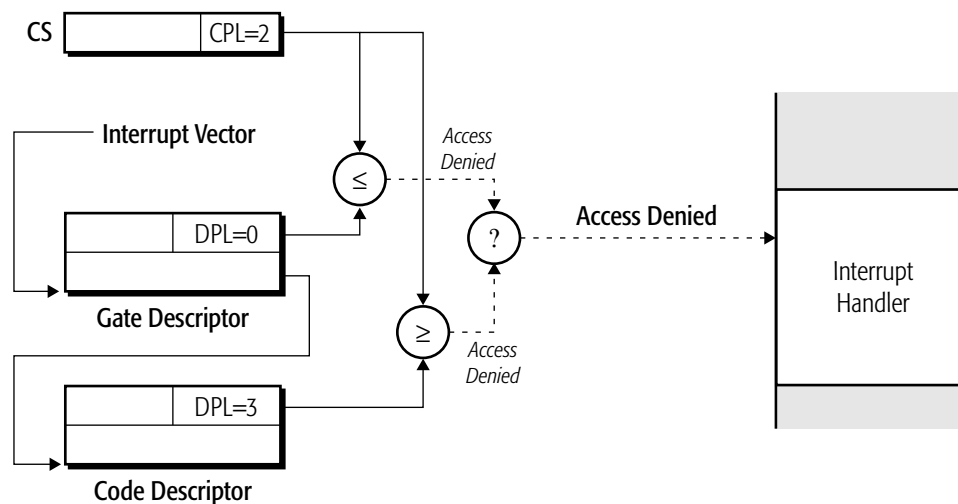 CS
CPL=2
Interrupt Vector
Access
Denied
≤
DPL=0
?
Access Denied
Interrupt
Handler
Gate Descriptor
≥
Access
Denied
DPL=3
Code Descriptor